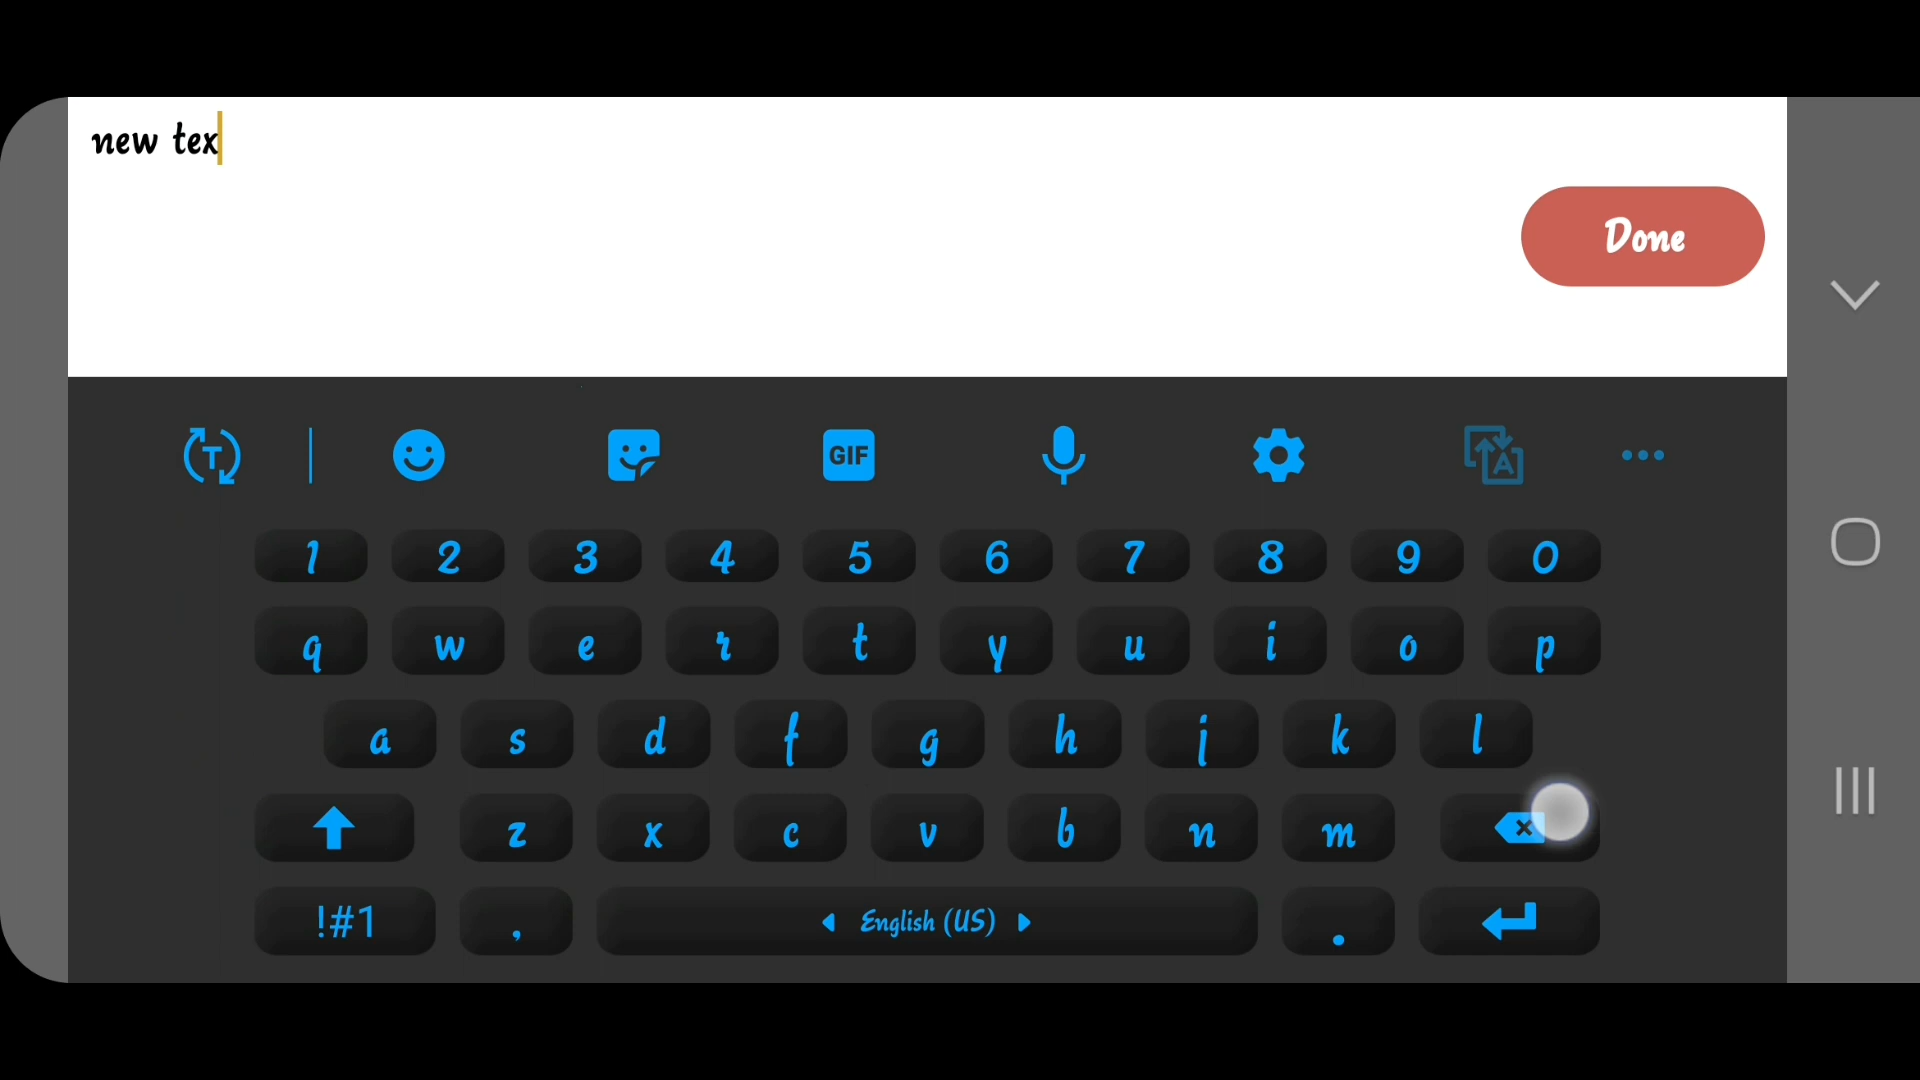 new tex
Done
T GIF A
1 2 3 4 5 6 7 8 9 0
q w e r t y u i o p
a s d f g h j k l
z x c v b n m
!#1 , English (US) .